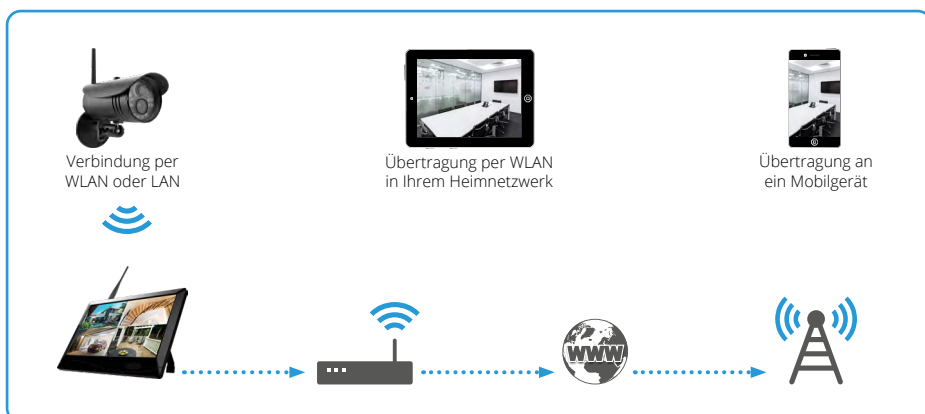 Verbindung per
WLAN oder LAN
Übertragung per WLAN
in Ihrem Heimnetzwerk
Übertragung an
ein Mobilgerät
WWW